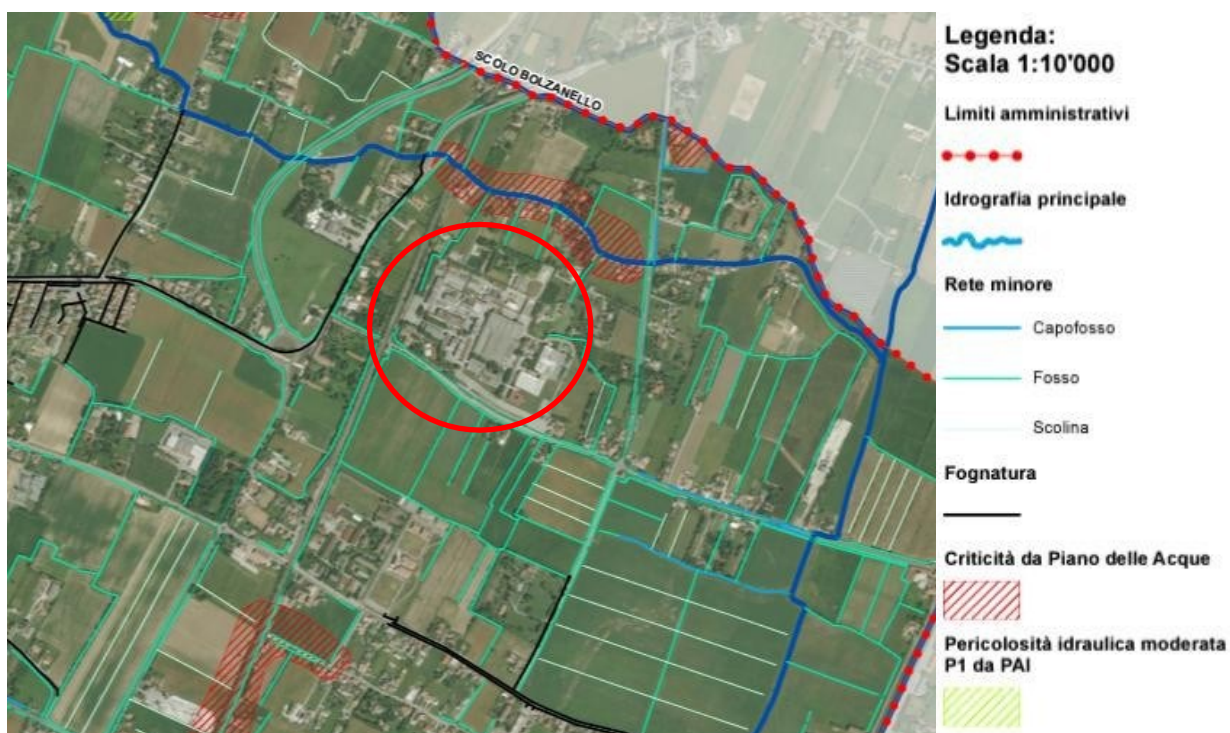 SCOLO BOLZANELLO
Legenda:
Scala 1:10'000
Limiti amministrativi
Idrografia principale
Rete minore
Capofosso
Fosso
Scolina
Fognatura
Criticità da Piano delle Acque
Pericolosità idraulica moderata
P1 da PAI